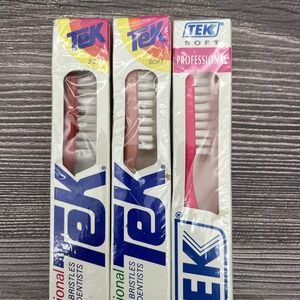 TEK
SOFT
TEK
SOFT
TEK
SOFT
PROFESSIONAL
TEK®
ional
BRISTLES
DENTISTS
TEK®
ional
BRISTLES
DENTISTS
TEK